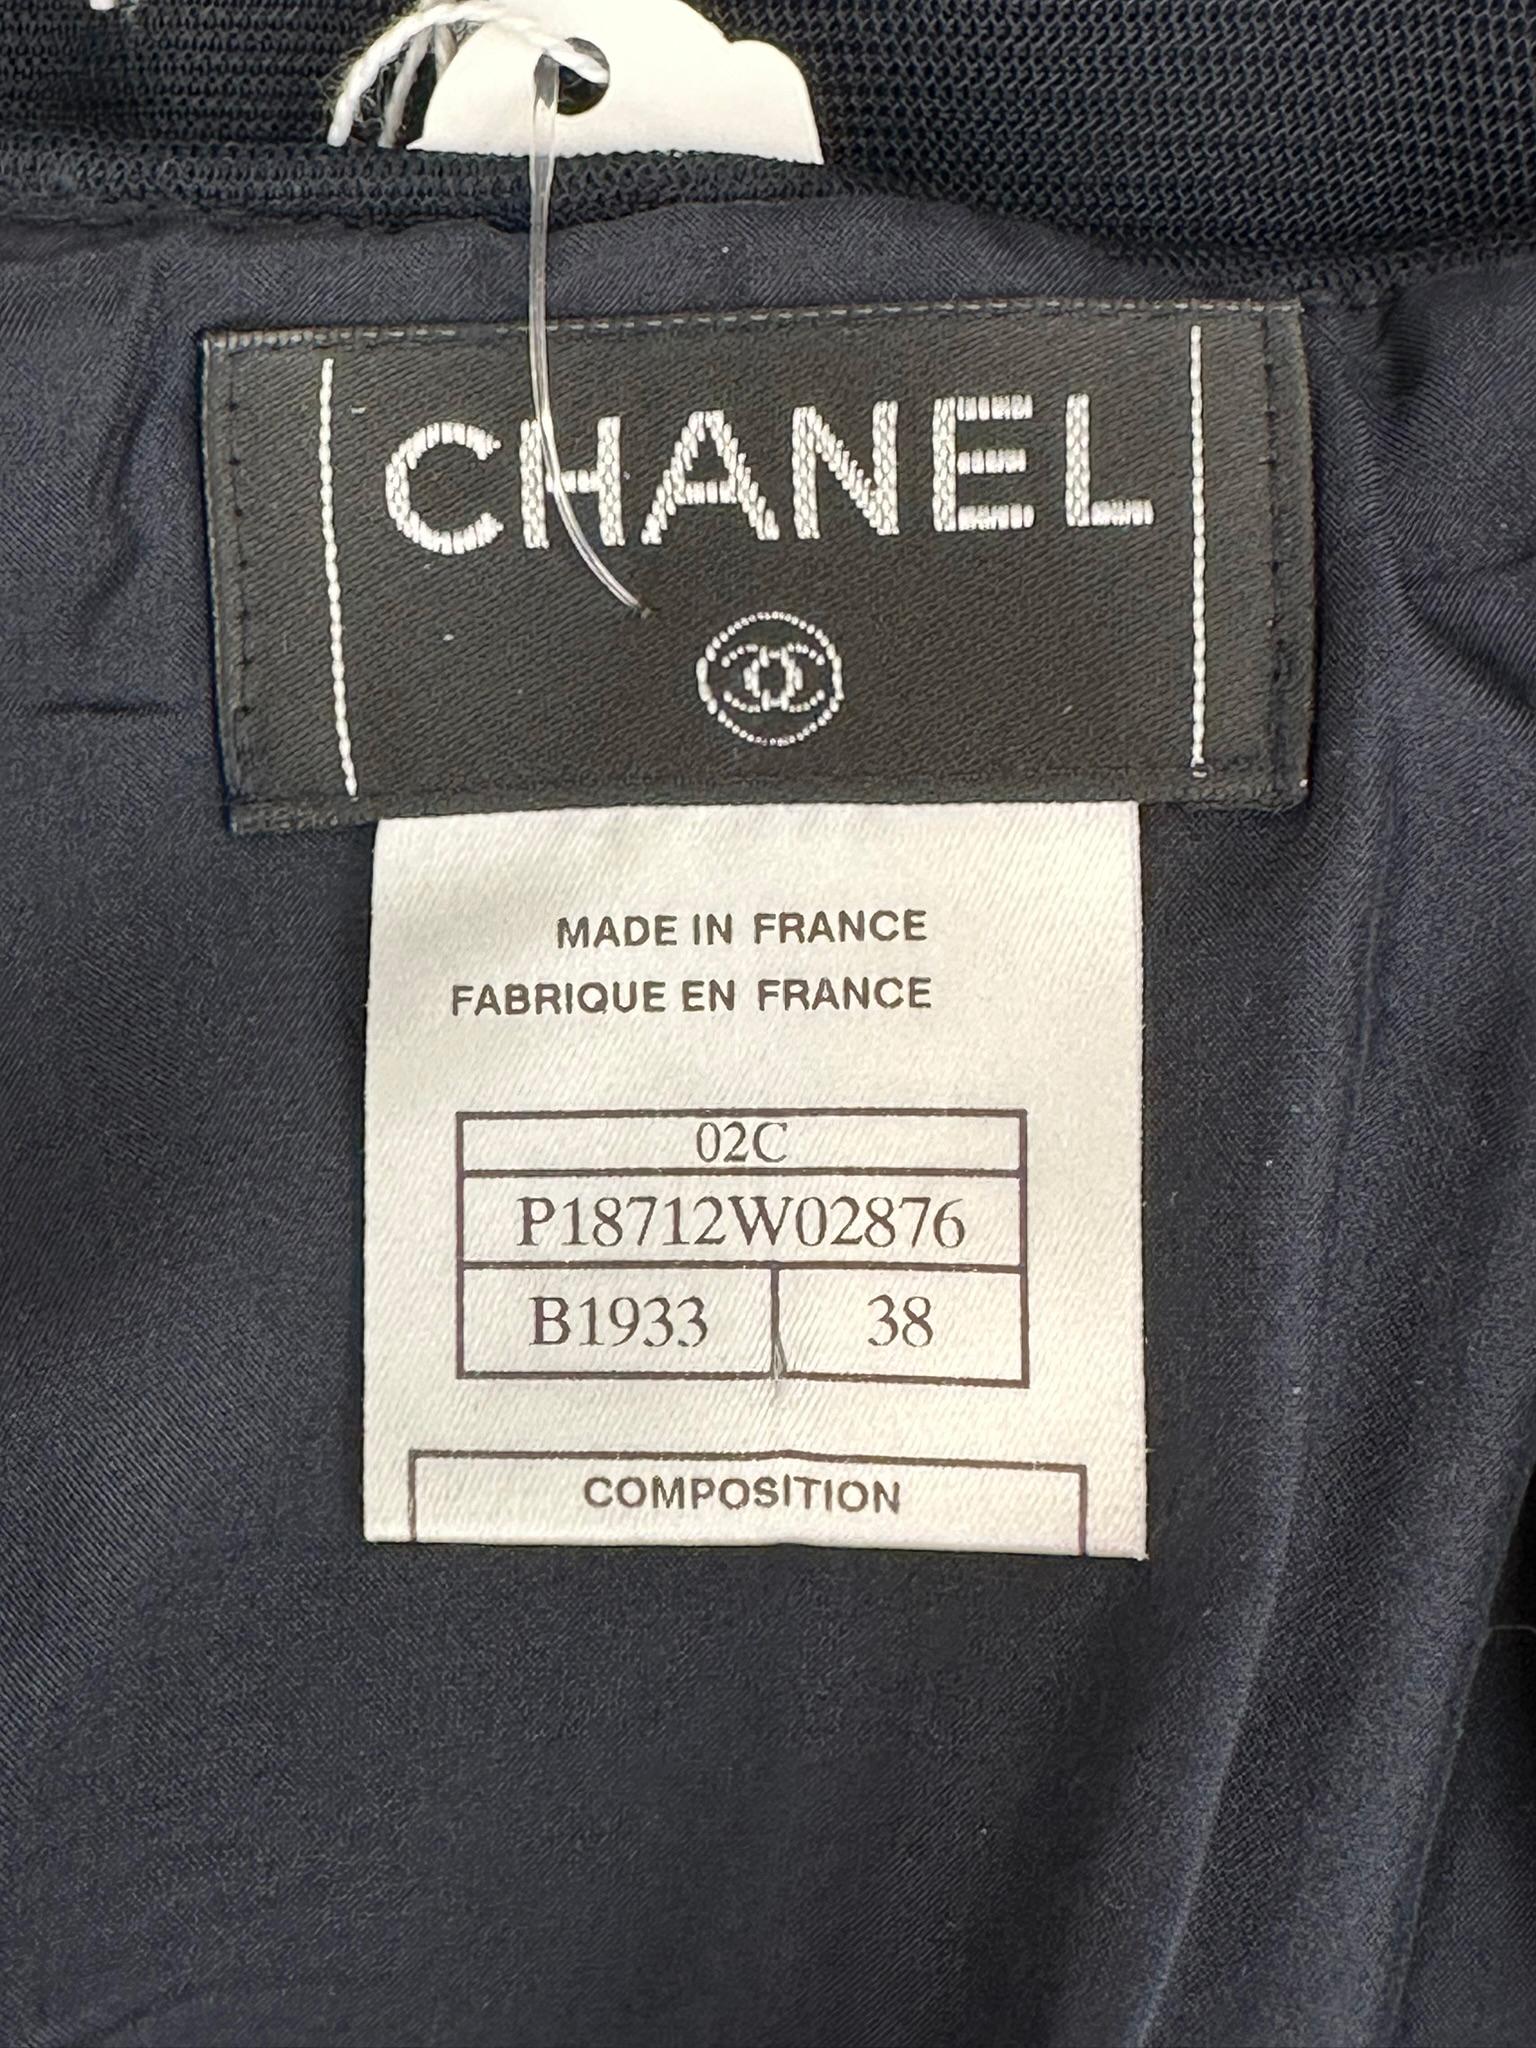 CHANEL
MADE IN FRANCE
FABRIQUE EN FRANCE
02C
P18712W02876
B1933 38
COMPOSITION